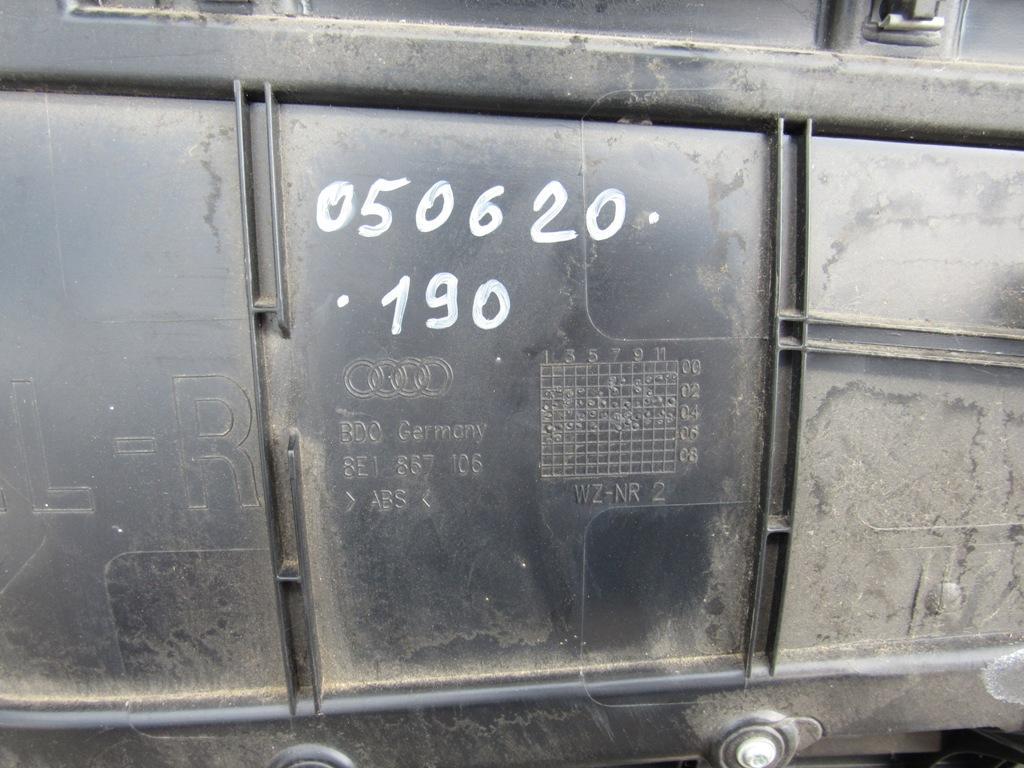 050620.
.190
1 3 5 7 9 11
00
02
04
06
08
BDO Germany
8E1 867 106
> ABS <
WZ-NR 2
L-R